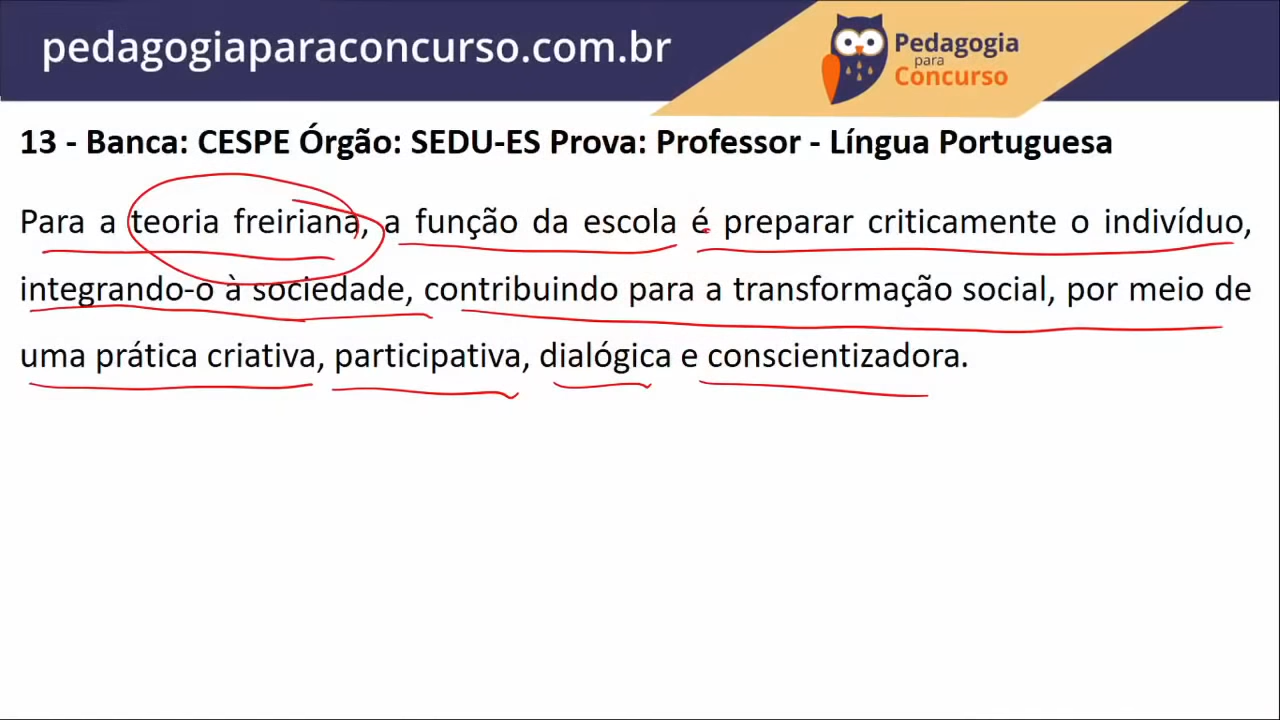 pedagogiaparaconcurso.com.br
Pedagogia
para
Concurso
13 - Banca: CESPE Órgão: SEDU-ES Prova: Professor - Língua Portuguesa
Para a teoria freiriana, a função da escola é preparar criticamente o indivíduo,
integrando-o à sociedade, contribuindo para a transformação social, por meio de
uma prática criativa, participativa, dialógica e conscientizadora.